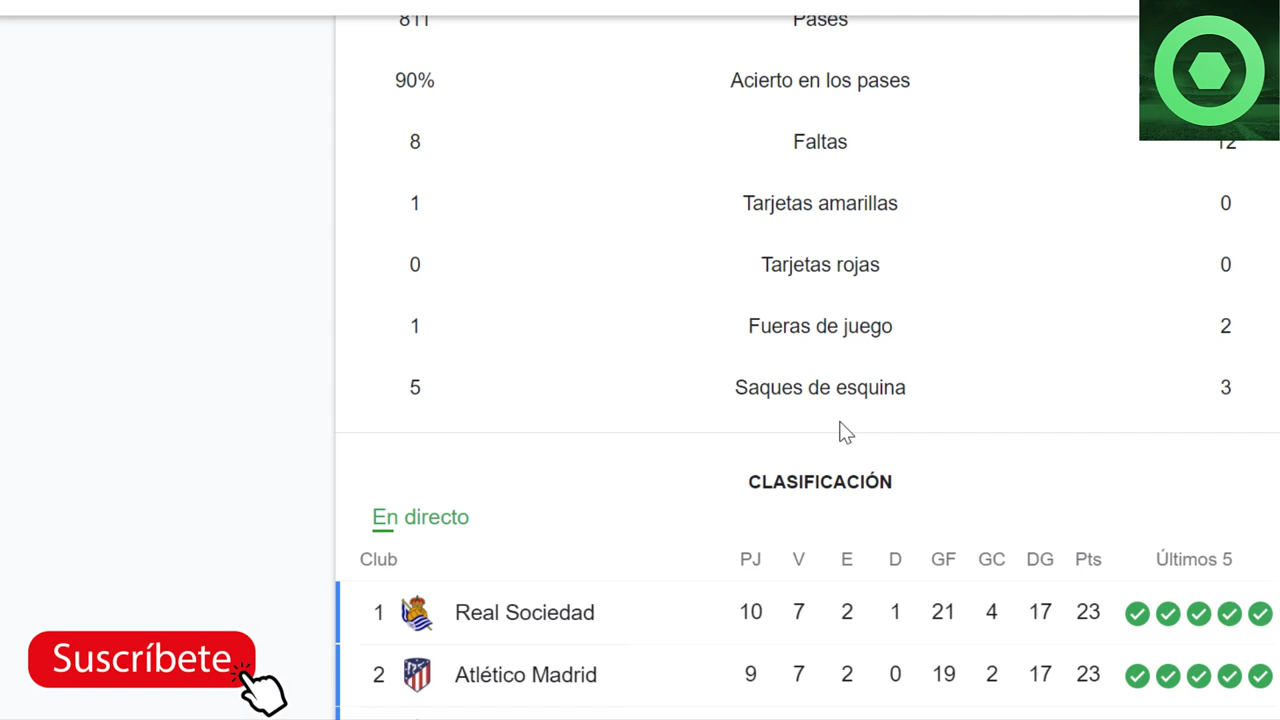 811 Pases
90% Acierto en los pases
8 Faltas 12
1 Tarjetas amarillas 0
0 Tarjetas rojas 0
1 Fueras de juego 2
5 Saques de esquina 3
CLASIFICACIÓN
En directo
Club PJ V E D GF GC DG Pts Últimos 5
1 Real Sociedad 10 7 2 1 21 4 17 23
2 Atlético Madrid 9 7 2 0 19 2 17 23
Suscríbete